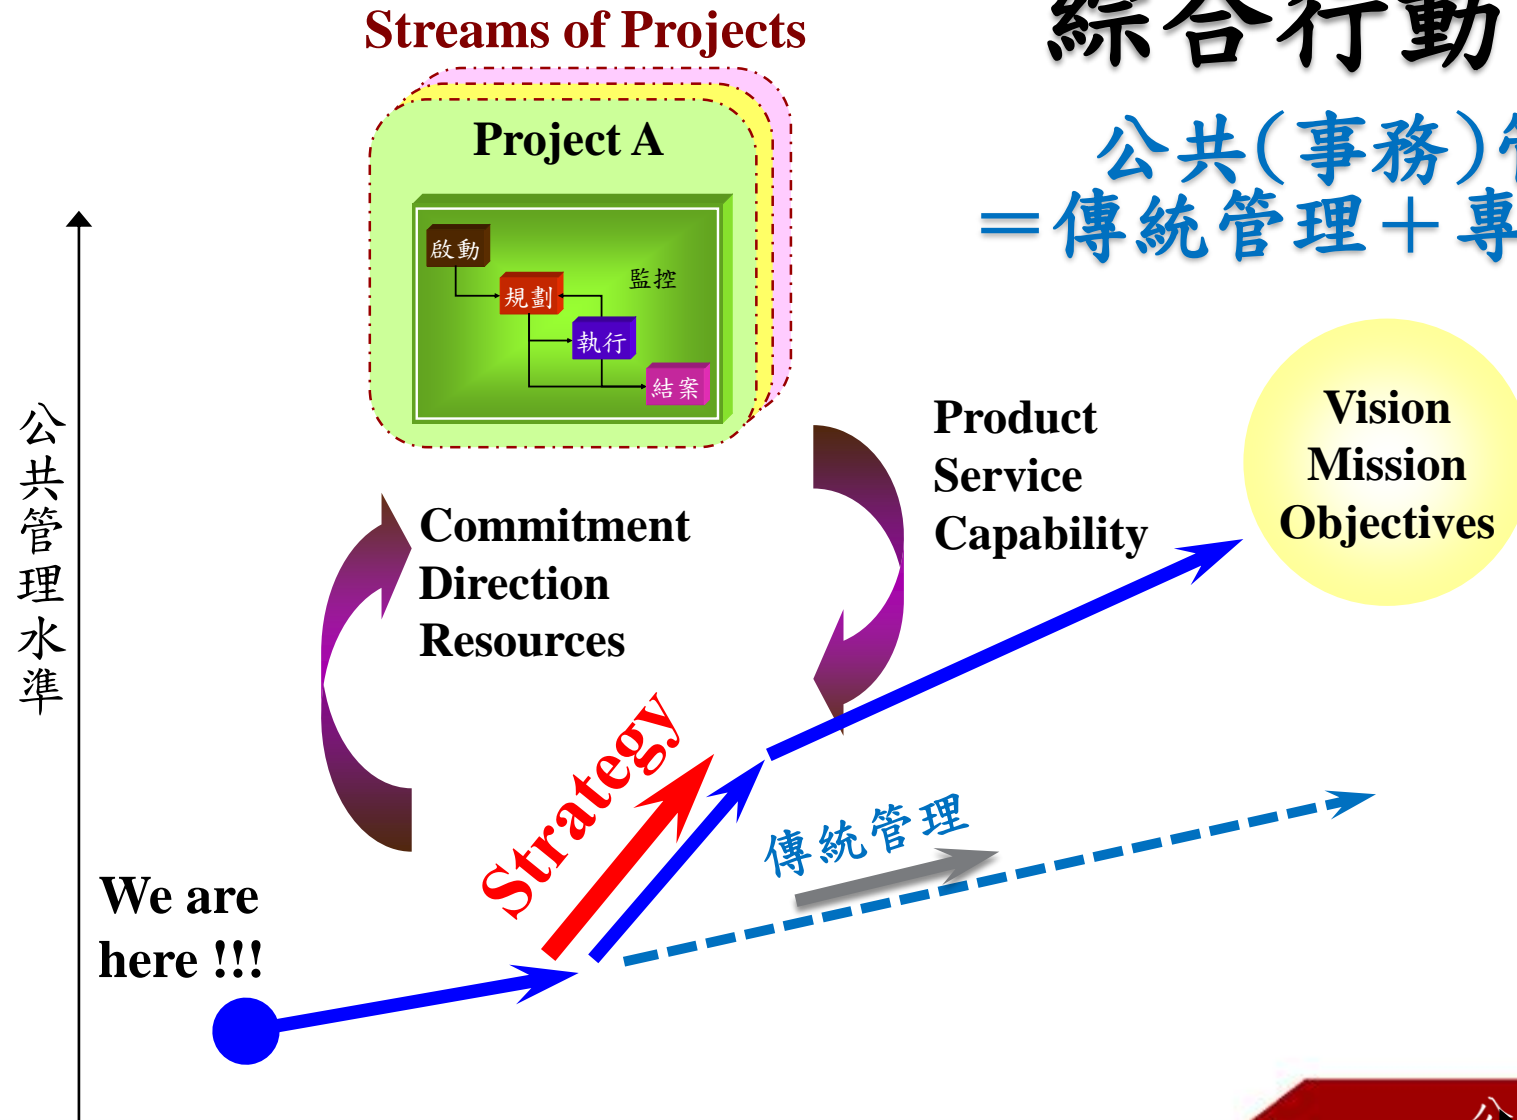 Streams of Projects
綜合行動
公共(事務)管
＝傳統管理＋專
Project A
啟動
規劃
監控
執行
結案
公共管理水準
Product
Service
Capability
Vision
Mission
Objectives
Commitment
Direction
Resources
Strategy
傳統管理
We are
here !!!